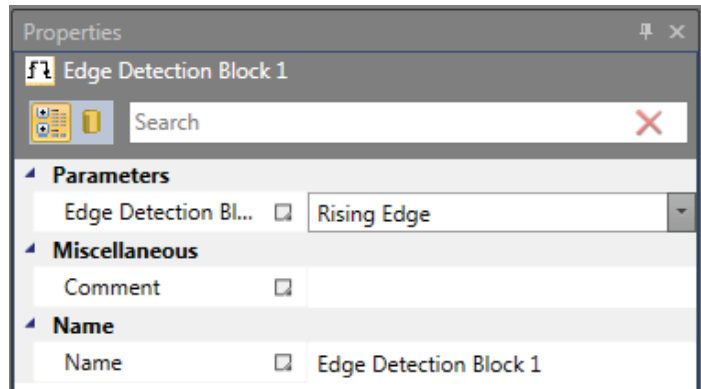 Properties
Edge Detection Block 1
Search
Parameters
Edge Detection Bl... Rising Edge
Miscellaneous
Comment
Name
Name Edge Detection Block 1